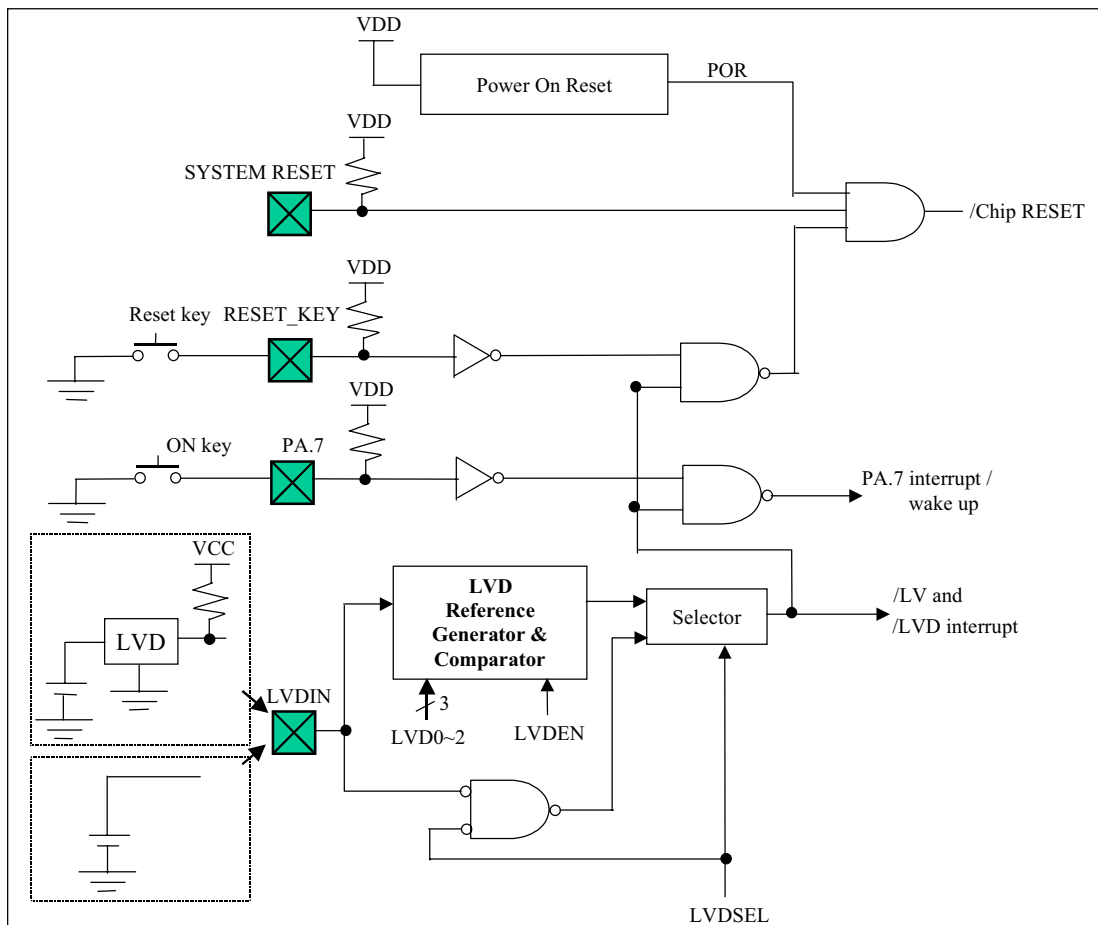 VDD
Power On Reset
POR
VDD
SYSTEM RESET
/Chip RESET
VDD
Reset key
RESET_KEY
VDD
ON key
PA.7
PA.7 interrupt /
wake up
VCC
LVD
LVD
Reference
Generator &
Comparator
Selector
/LV and
/LVD interrupt
LVDIN
3
LVD0~2
LVDEN
LVDSEL